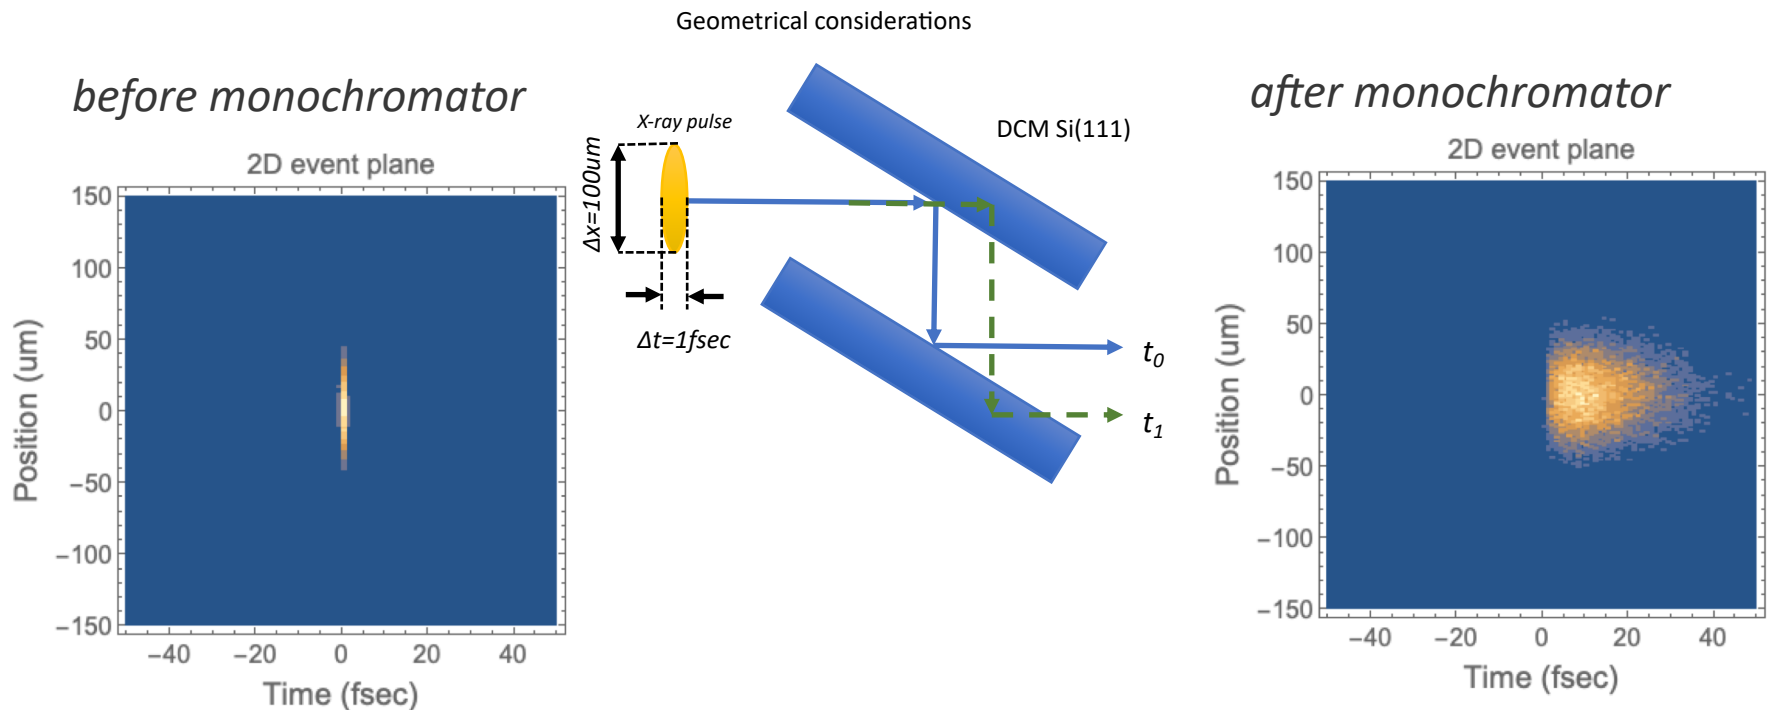 Geometrical considerations
before monochromator
2D event plane
150
100
50
0
−50
−100
−150
−40
−20
0
20
40
Position (um)
Time (fsec)
X-ray pulse
Δx=100um
Δt=1fsec
DCM Si(111)
t0
t1
after monochromator
2D event plane
150
100
50
0
−50
−100
−150
−40
−20
0
20
40
Position (um)
Time (fsec)